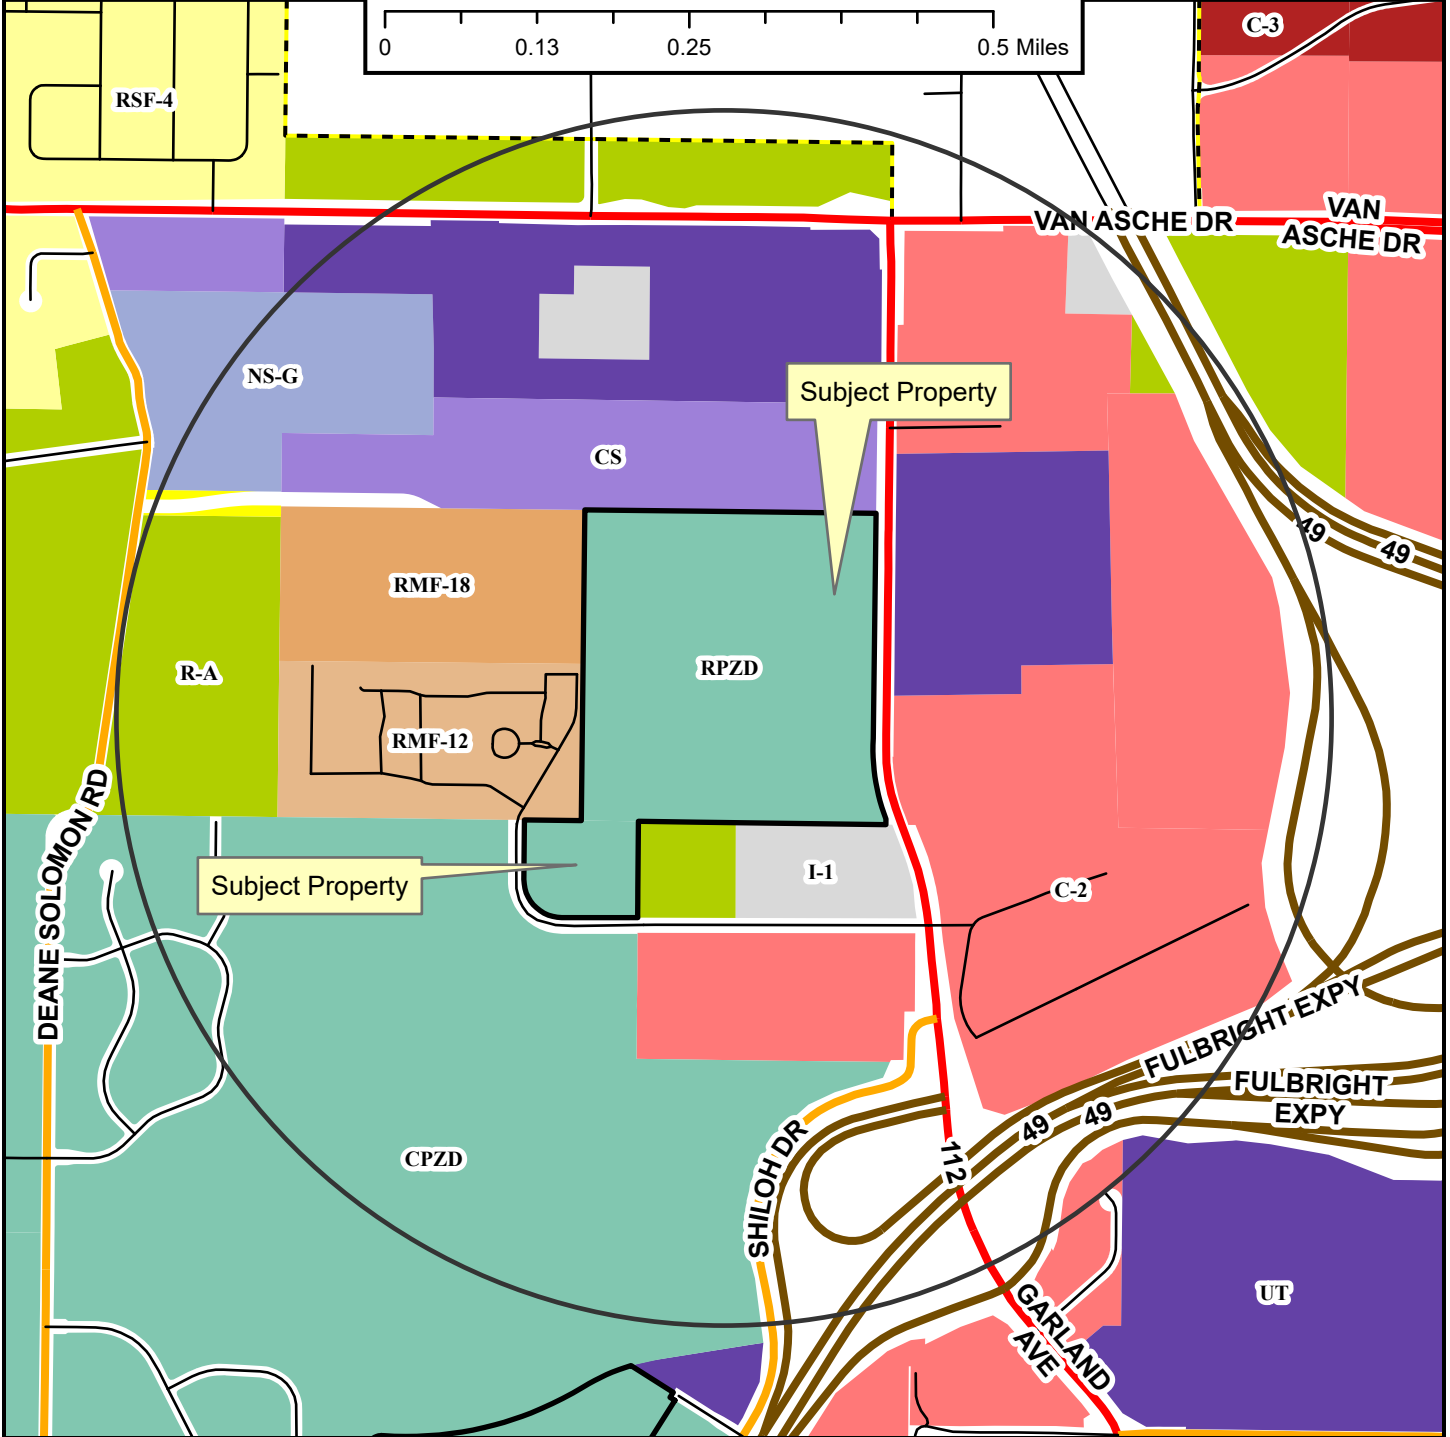 0 0.13 0.25 0.5 Miles
C-3
RSF-4
VAN ASCHE DR
VAN
ASCHE DR
NS-G
Subject Property
CS
49
49
RMF-18
RPZD
R-A
RMF-12
DEANE SOLOMON RD
Subject Property
I-1
C-2
FULBRIGHT EXPY
FULBRIGHT
EXPY
49
49
112
CPZD
SHILOH DR
UT
GARLAND
AVE